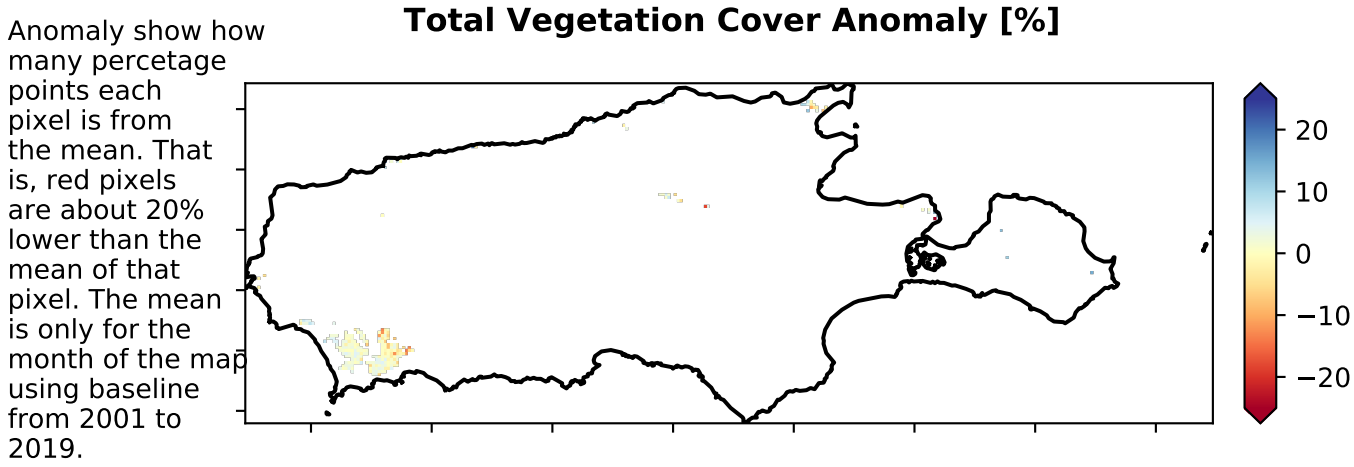 Total Vegetation Cover Anomaly [%]
Anomaly show how
many percetage
points each
pixel is from
the mean. That
is, red pixels
are about 20%
lower than the
mean of that
pixel. The mean
is only for the
month of the map
using baseline
from 2001 to
2019.
20
10
0
−10
−20